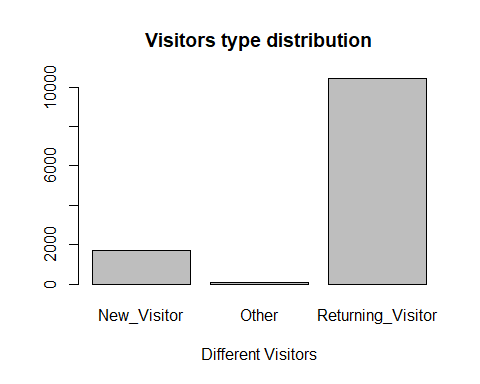 Visitors type distribution
10000
6000
2000
0
New_Visitor Other Returning_Visitor
Different Visitors